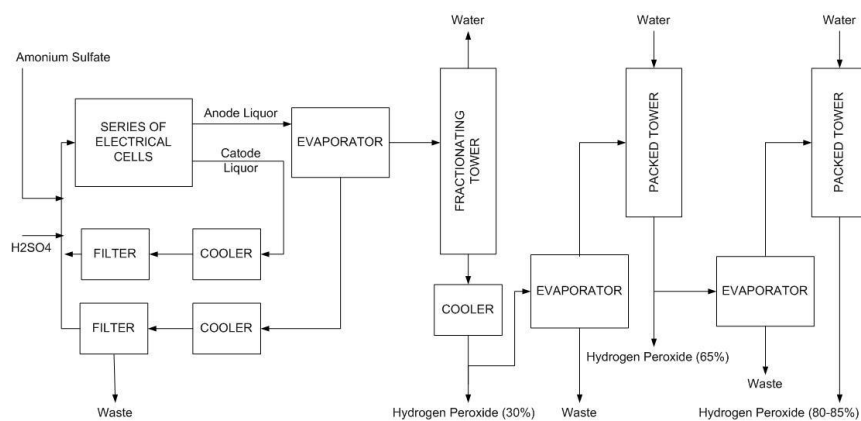 Water
Water
Water
Amonium Sulfate
SERIES OF
ELECTRICAL
CELLS
Anode Liquor
Catode
Liquor
EVAPORATOR
FRACTIONATING
TOWER
PACKED TOWER
PACKED TOWER
H2SO4
FILTER
COOLER
FILTER
COOLER
COOLER
EVAPORATOR
EVAPORATOR
Waste
Hydrogen Peroxide (30%)
Waste
Hydrogen Peroxide (65%)
Waste
Hydrogen Peroxide (80-85%)